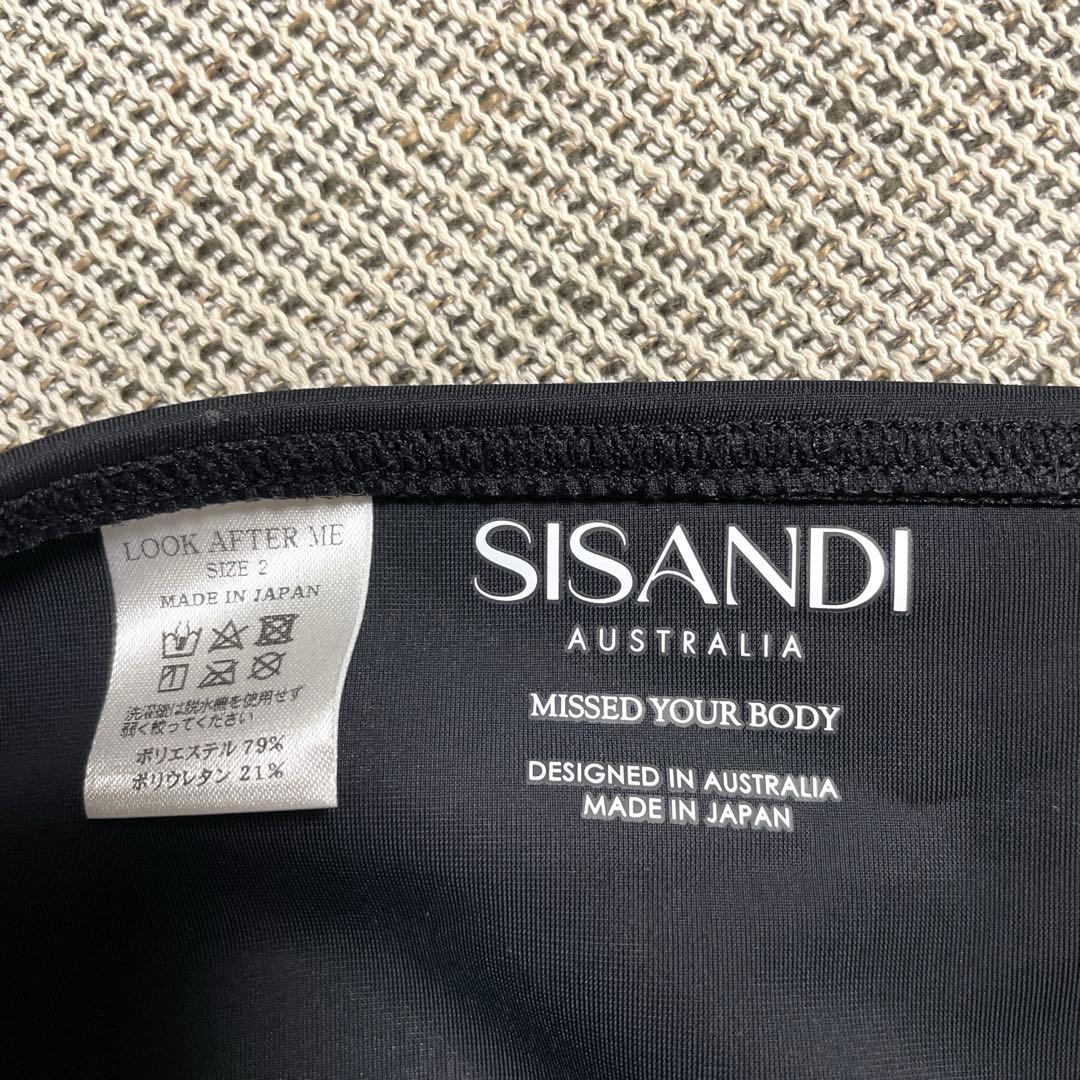 LOOK AFTER ME
SIZE 2
MADE IN JAPAN
洗濯後は脱水機を使用せず
弱く絞ってください
ポリエステル 79%
ポリウレタン 21%
SISANDI
AUSTRALIA
MISSED YOUR BODY
DESIGNED IN AUSTRALIA
MADE IN JAPAN